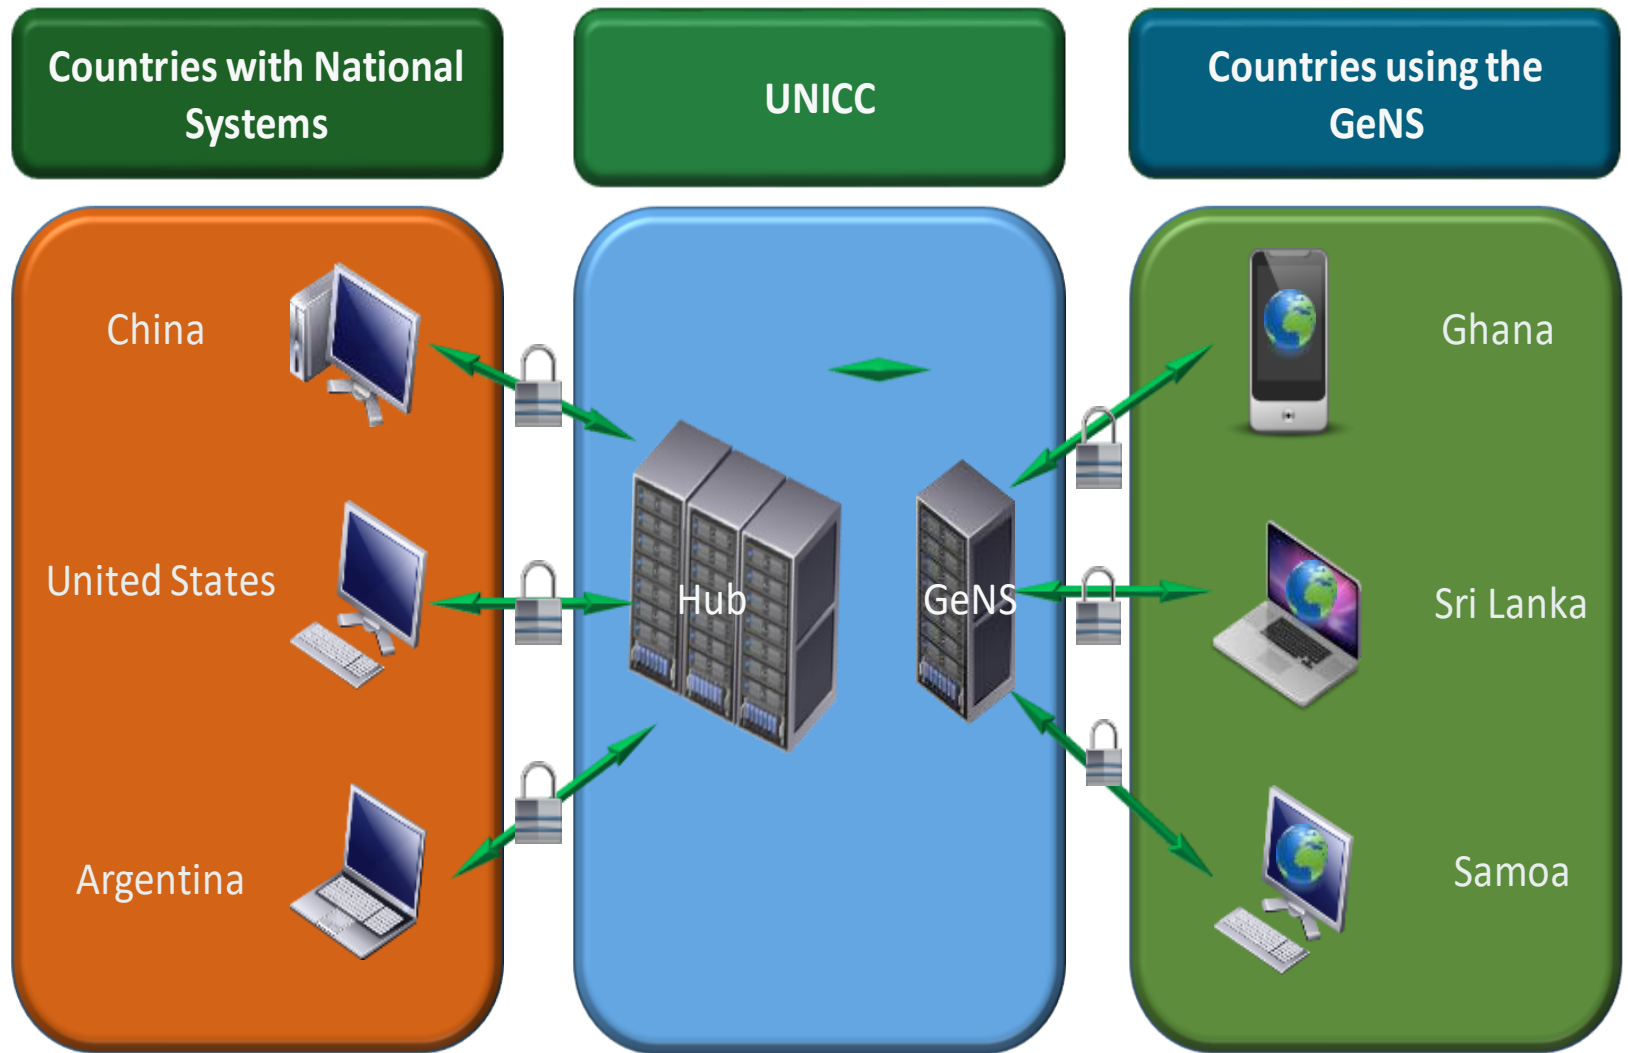 Countries with National
Systems
UNICC
Countries using the
GeNS
China
United States
Argentina
Hub
GeNS
Ghana
Sri Lanka
Samoa